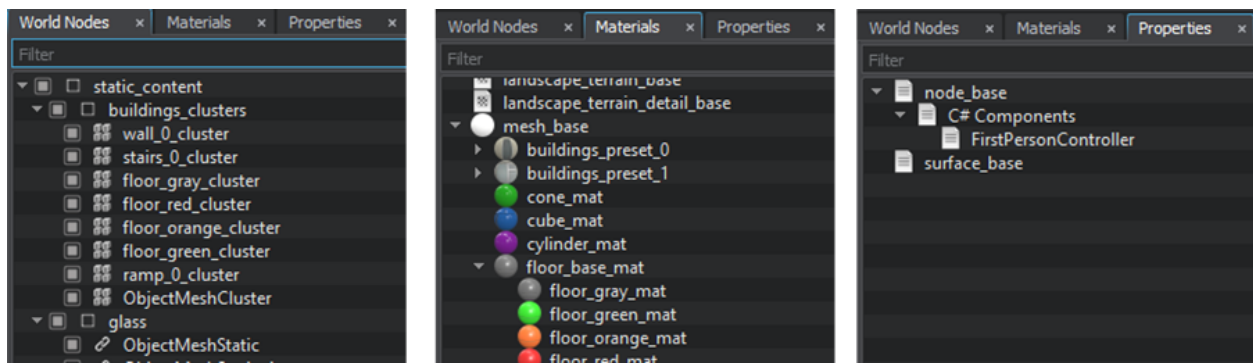 World Nodes × Materials × Properties ×
Filter
static_content
buildings_clusters
wall_0_cluster
stairs_0_cluster
floor_gray_cluster
floor_red_cluster
floor_orange_cluster
floor_green_cluster
ramp_0_cluster
ObjectMeshCluster
glass
ObjectMeshStatic
World Nodes × Materials × Properties ×
Filter
landscape_terrain_base
landscape_terrain_detail_base
mesh_base
buildings_preset_0
buildings_preset_1
cone_mat
cube_mat
cylinder_mat
floor_base_mat
floor_gray_mat
floor_green_mat
floor_orange_mat
floor_red_mat
World Nodes × Materials × Properties ×
Filter
node_base
C# Components
FirstPersonController
surface_base